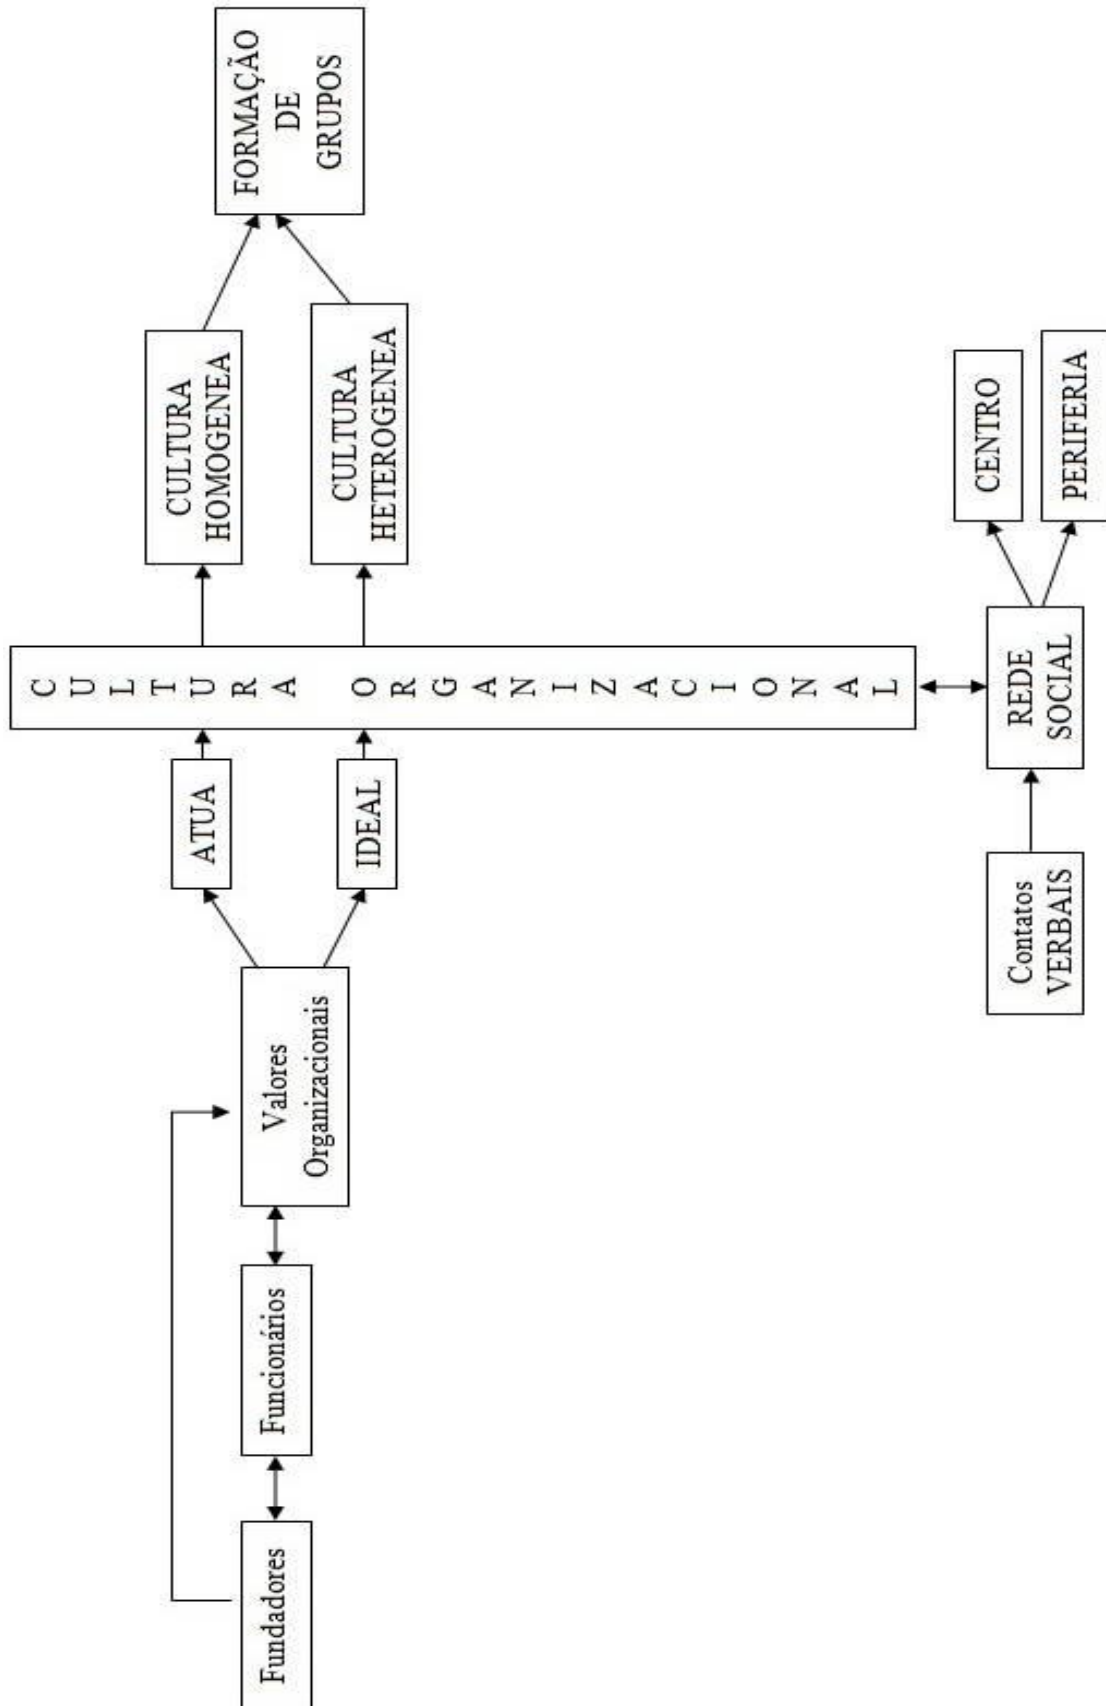 Fundadores
Funcionários
Valores
Organizacionais
ATUA
IDEAL
CULTURA ORGANIZACIONAL
CULTURA
HOMOGENEA
CULTURA
HETEROGENEA
FORMAÇÃO
DE
GRUPOS
Contatos
VERBAIS
REDE
SOCIAL
CENTRO
PERIFERIA